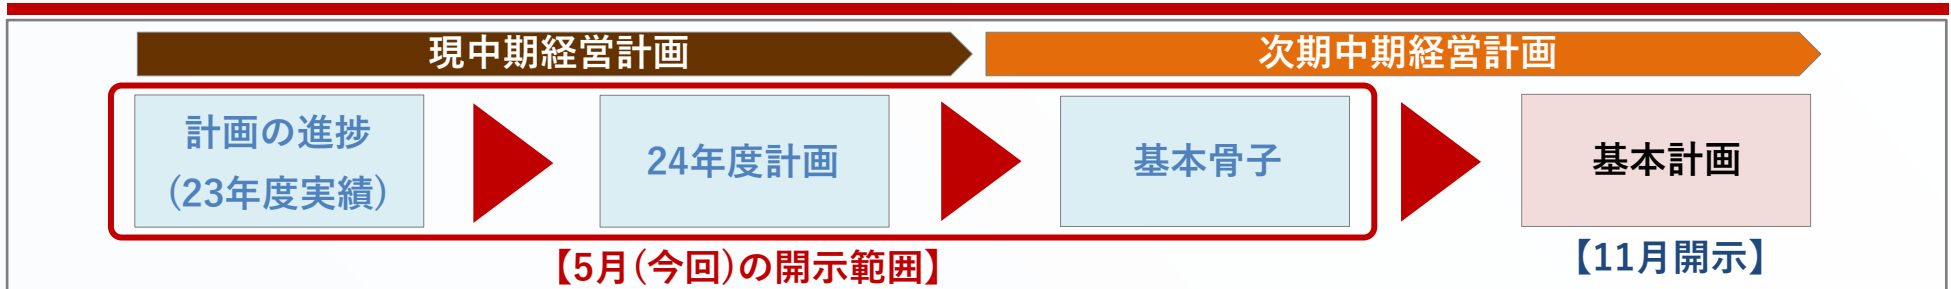 現中期経営計画
次期中期経営計画
計画の進捗
(23年度実績)
24年度計画
基本骨子
基本計画
【5月(今回)の開示範囲】
【11月開示】